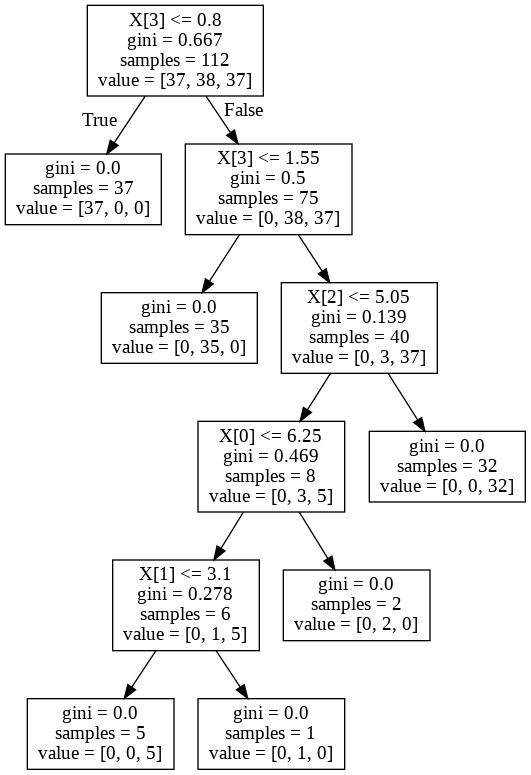 X[3] <= 0.8
gini = 0.667
samples = 112
value = [37, 38, 37]
True
False
gini = 0.0
samples = 37
value = [37, 0, 0]
X[3] <= 1.55
gini = 0.5
samples = 75
value = [0, 38, 37]
gini = 0.0
samples = 35
value = [0, 35, 0]
X[2] <= 5.05
gini = 0.139
samples = 40
value = [0, 3, 37]
X[0] <= 6.25
gini = 0.469
samples = 8
value = [0, 3, 5]
gini = 0.0
samples = 32
value = [0, 0, 32]
X[1] <= 3.1
gini = 0.278
samples = 6
value = [0, 1, 5]
gini = 0.0
samples = 2
value = [0, 2, 0]
gini = 0.0
samples = 5
value = [0, 0, 5]
gini = 0.0
samples = 1
value = [0, 1, 0]